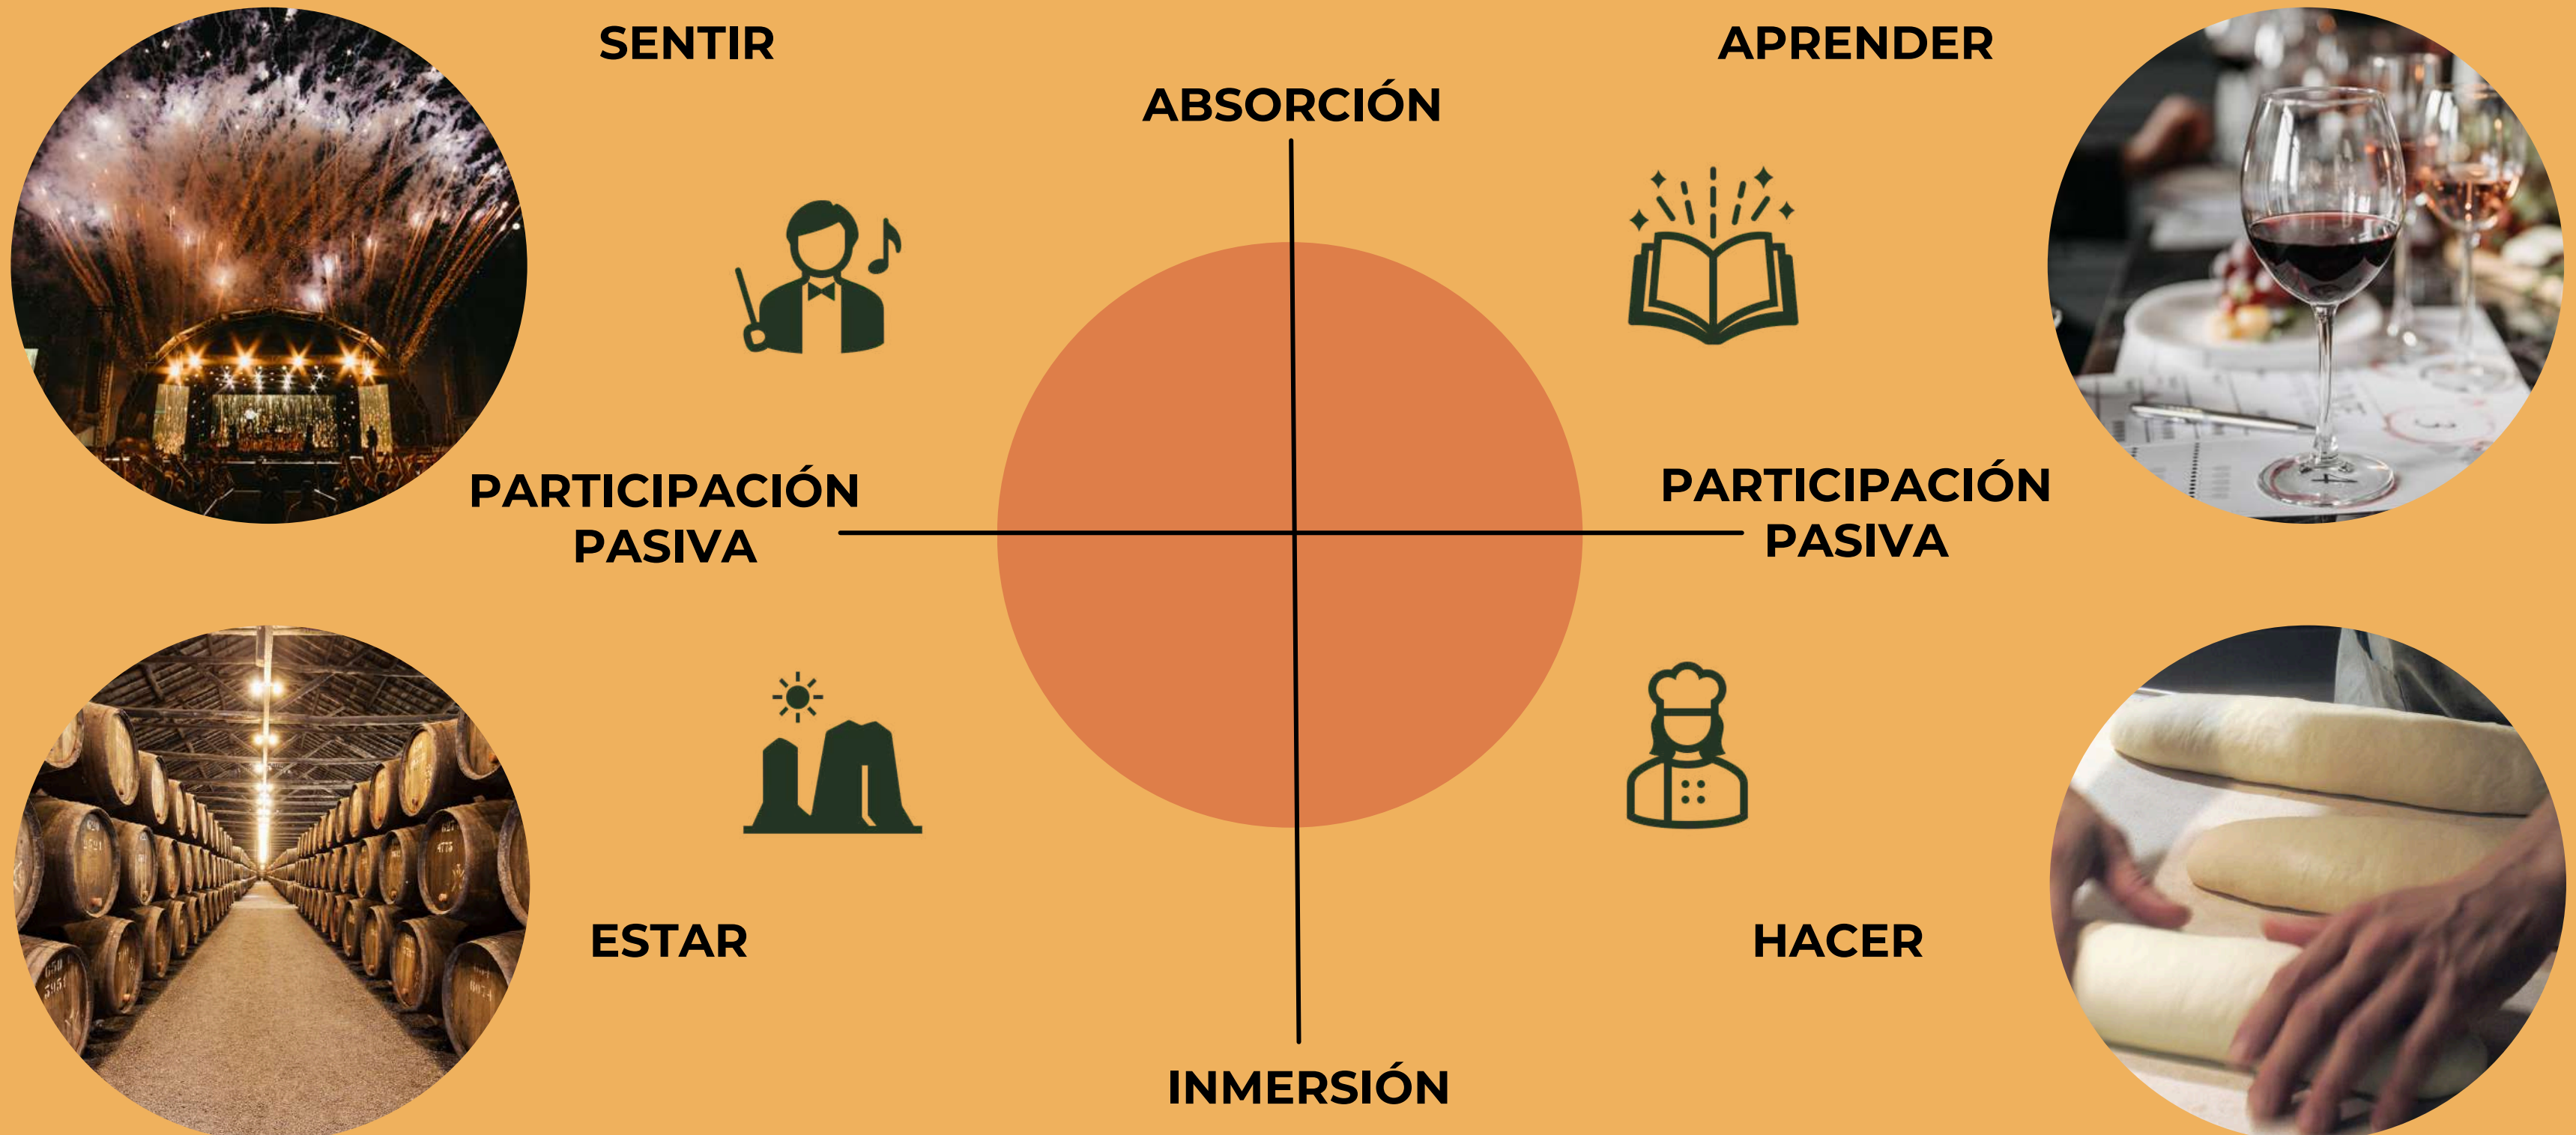 SENTIR
APRENDER
ABSORCIÓN
PARTICIPACIÓN
PASIVA
PARTICIPACIÓN
PASIVA
ESTAR
HACER
INMERSIÓN